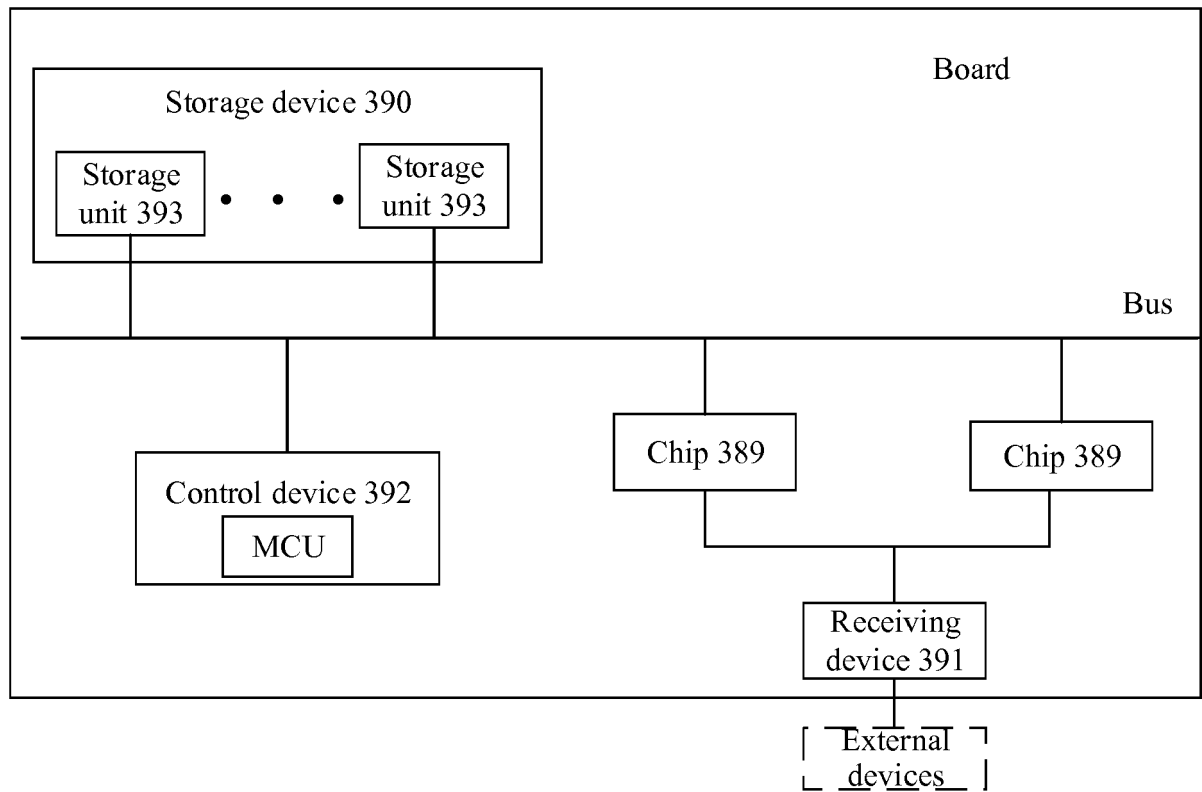 Board
Storage device 390
Storage
unit 393
Storage
unit 393
Bus
Chip 389
Chip 389
Control device 392
MCU
Receiving
device 391
External
devices